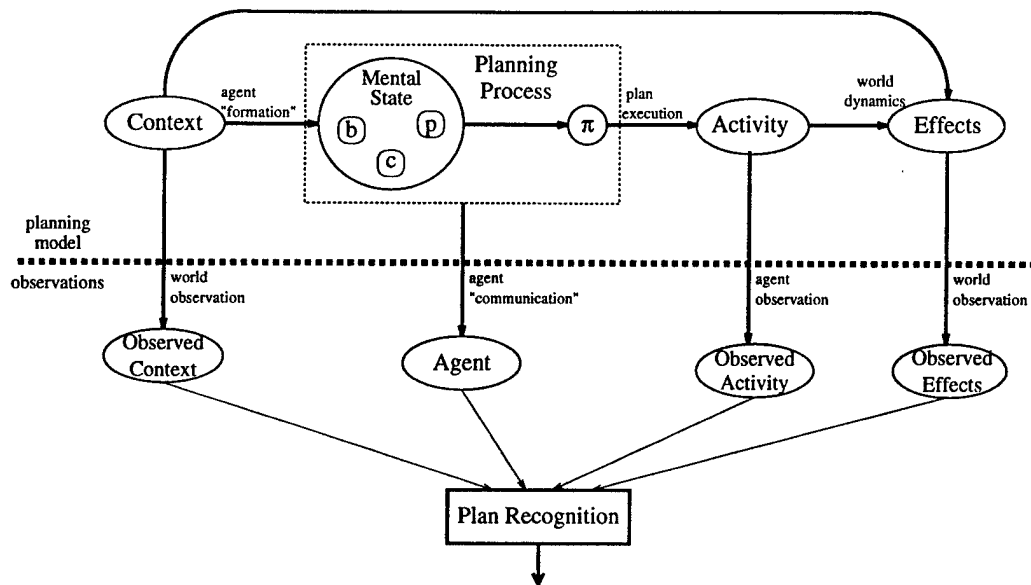 Mental
State
b
p
c
Planning
Process
π
Context
agent
"formation"
plan
execution
Activity
world
dynamics
Effects
planning
model
observations
world
observation
agent
"communication"
agent
observation
world
observation
Observed
Context
Agent
Observed
Activity
Observed
Effects
Plan Recognition